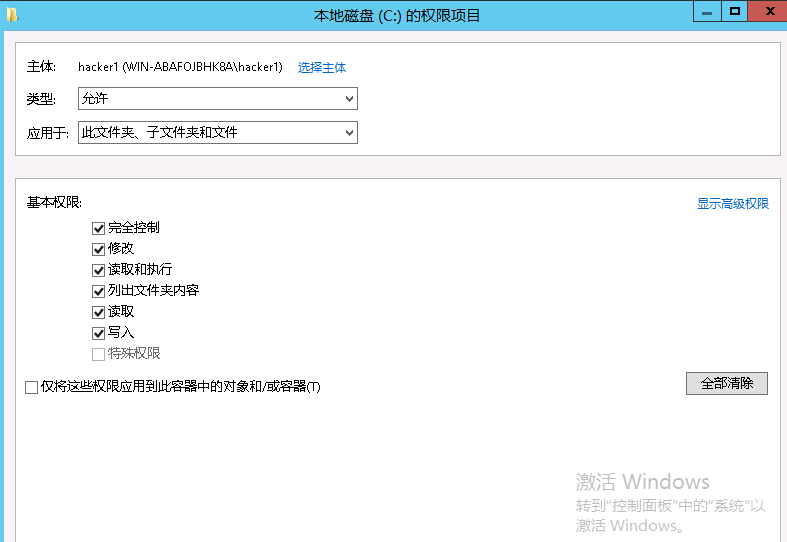 本地磁盘 (C:) 的权限项目
主体: hacker1 (WIN-ABAFOJBHK8A\hacker1) 选择主体
类型: 允许
应用于: 此文件夹、子文件夹和文件
基本权限: 显示高级权限
完全控制
修改
读取和执行
列出文件夹内容
读取
写入
特殊权限
仅将这些权限应用到此容器中的对象和/或容器(T) 全部清除
激活 Windows
转到"控制面板"中的"系统"以
激活 Windows。